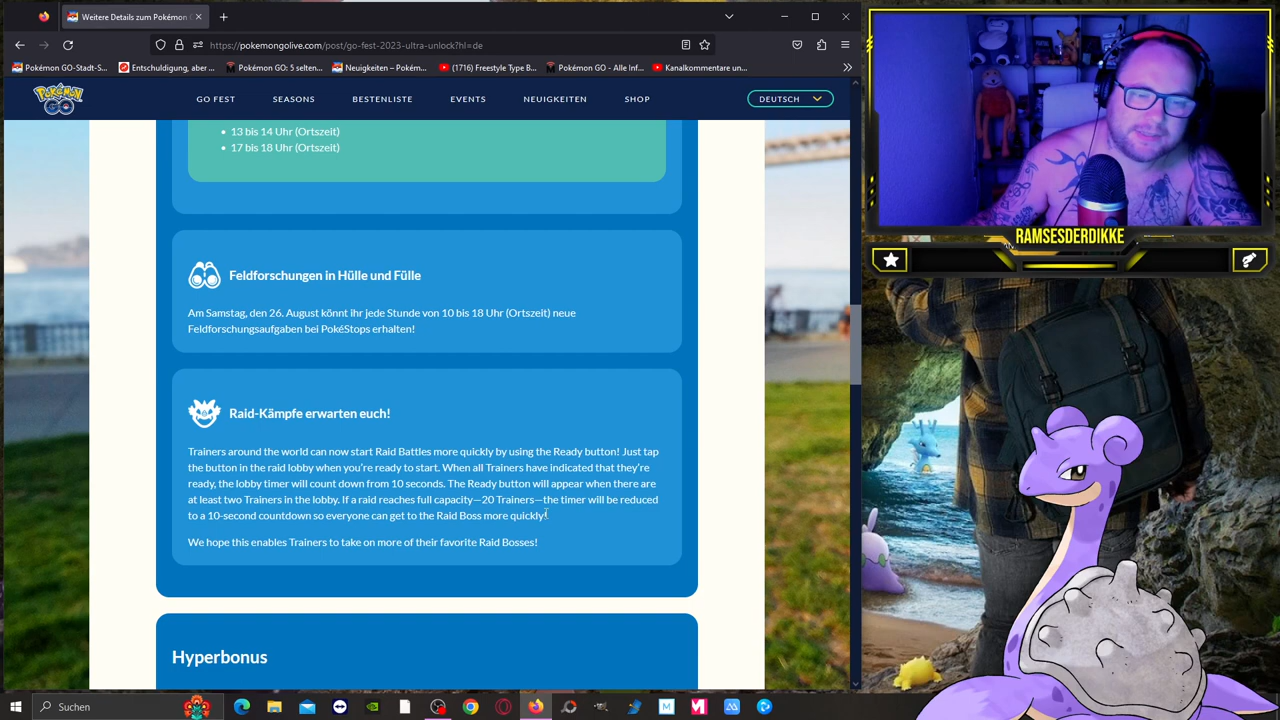 Weitere Details zum Pokémon G
https://pokemongolive.com/post/go-fest-2023-ultra-unlock?hl=de
Pokémon-GO-Stadt-S...
Entschuldigung, aber ...
Pokémon GO: 5 selten...
Neuigkeiten – Pokém...
(1716) Freestyle Type B...
Pokémon GO - Alle Inf...
Kanalkommentare un...
Pokémon GO
GO FEST
SEASONS
BESTENLISTE
EVENTS
NEUIGKEITEN
SHOP
DEUTSCH
• 13 bis 14 Uhr (Ortszeit)
• 17 bis 18 Uhr (Ortszeit)
Feldforschungen in Hülle und Fülle
Am Samstag, den 26. August könnt ihr jede Stunde von 10 bis 18 Uhr (Ortszeit) neue
Feldforschungsaufgaben bei PokéStops erhalten!
Raid-Kämpfe erwarten euch!
Trainers around the world can now start Raid Battles more quickly by using the Ready button! Just tap
the button in the raid lobby when you're ready to start. When all Trainers have indicated that they're
ready, the lobby timer will count down from 10 seconds. The Ready button will appear when there are
at least two Trainers in the lobby. If a raid reaches full capacity—20 Trainers—the timer will be reduced
to a 10-second countdown so everyone can get to the Raid Boss more quickly!
We hope this enables Trainers to take on more of their favorite Raid Bosses!
Hyperbonus
RAMSESDERDIKKE
Suchen